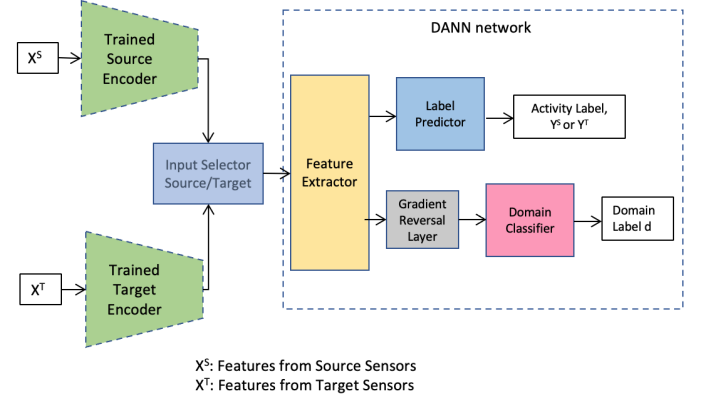 DANN network
X^S
Trained
Source
Encoder
Input Selector
Source/Target
X^T
Trained
Target
Encoder
Feature
Extractor
Label
Predictor
Activity Label,
Y^S or Y^T
Gradient
Reversal
Layer
Domain
Classifier
Domain
Label d
X^S: Features from Source Sensors
X^T: Features from Target Sensors